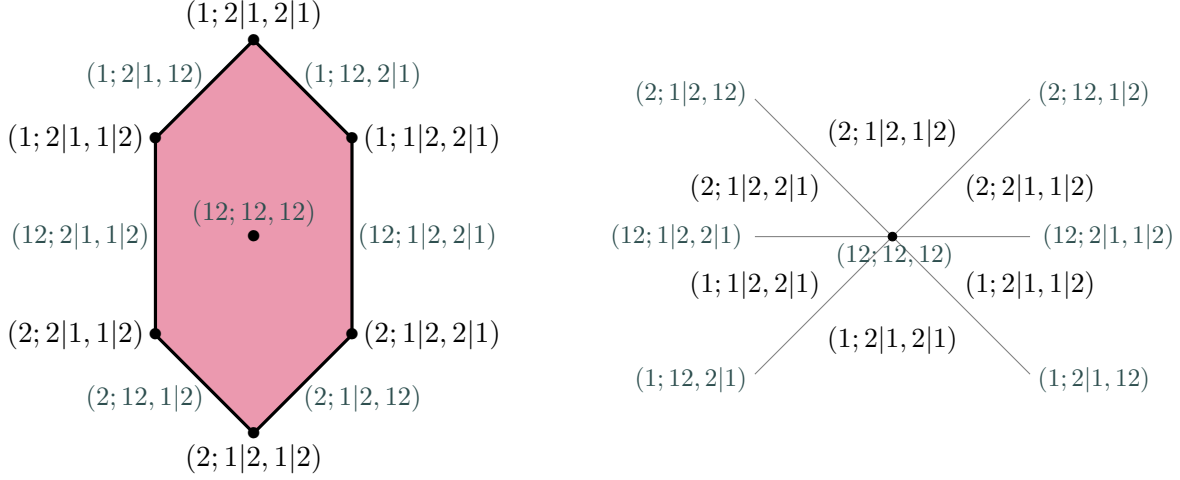 (1; 2|1, 2|1)
(1; 2|1, 12)
(1; 12, 2|1)
(1; 2|1, 1|2)
(1; 1|2, 2|1)
(12; 12, 12)
(12; 2|1, 1|2)
(12; 1|2, 2|1)
(2; 2|1, 1|2)
(2; 1|2, 2|1)
(2; 12, 1|2)
(2; 1|2, 12)
(2; 1|2, 1|2)
(2; 1|2, 12)
(2; 12, 1|2)
(2; 1|2, 1|2)
(2; 1|2, 2|1)
(2; 2|1, 1|2)
(12; 1|2, 2|1)
(12; 2|1, 1|2)
(12; 12, 12)
(1; 1|2, 2|1)
(1; 2|1, 1|2)
(1; 2|1, 2|1)
(1; 12, 2|1)
(1; 2|1, 12)